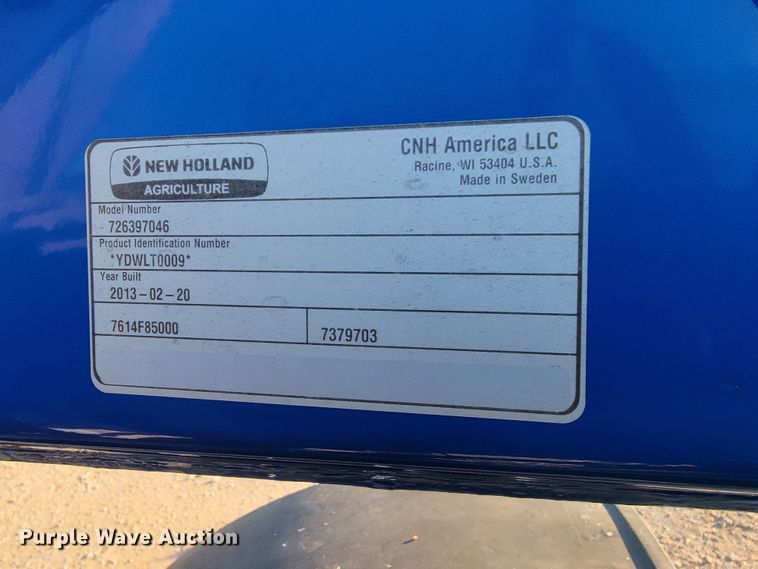 NEW HOLLAND
AGRICULTURE
CNH America LLC
Racine, WI 53404 U.S.A.
Made in Sweden
Model Number
726397046
Product Identification Number
*YDWLT0009*
Year Built
2013-02-20
7614F85000
7379703
Purple Wave Auction